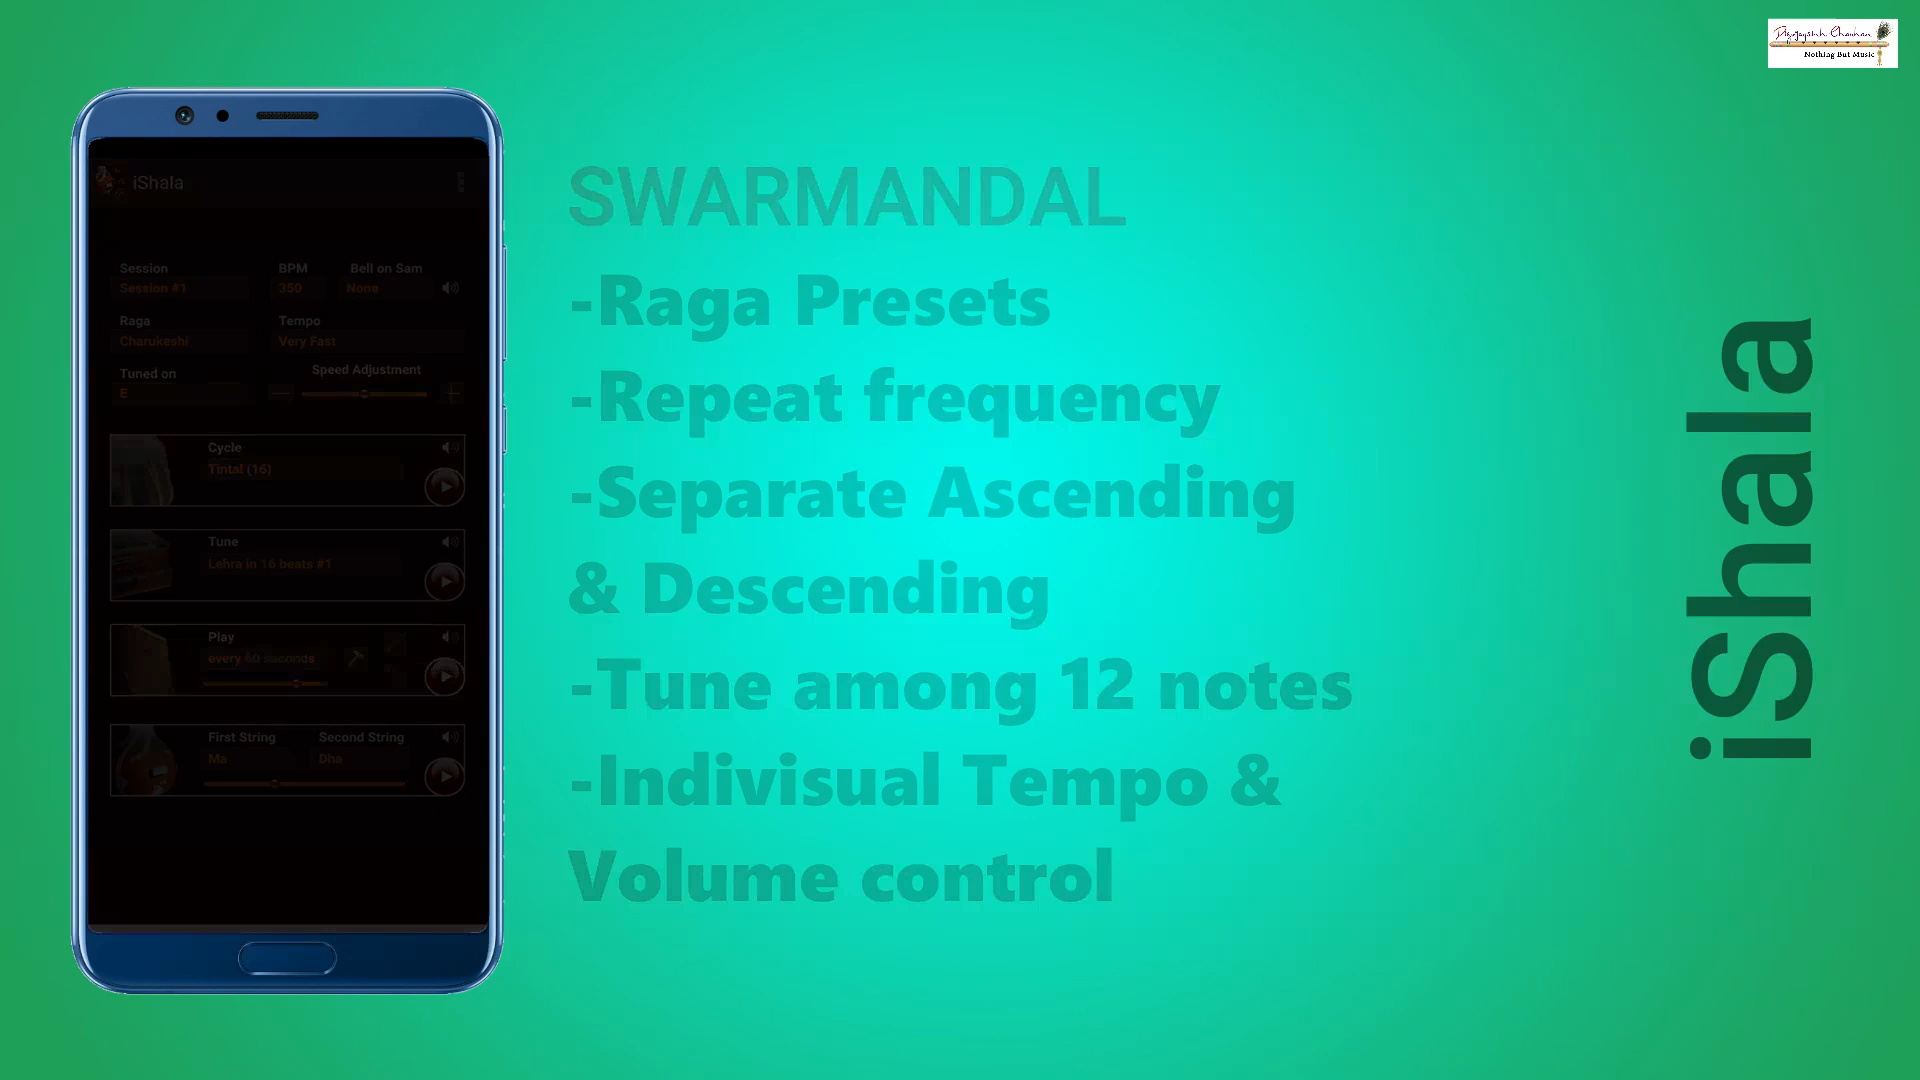 Nothing But Music
iShala
Session
BPM
Bell on Sam
Session #1
350
None
Raga
Tempo
Charukeshi
Very Fast
Tuned on
Speed Adjustment
E
Cycle
Tintal (16)
Tune
Lehra in 16 beats #1
Play
every 60 seconds
First String
Second String
Ma
Dha
SWARMANDAL
-Raga Presets
-Repeat frequency
-Separate Ascending
& Descending
-Tune among 12 notes
-Indivisual Tempo &
Volume control
iShala